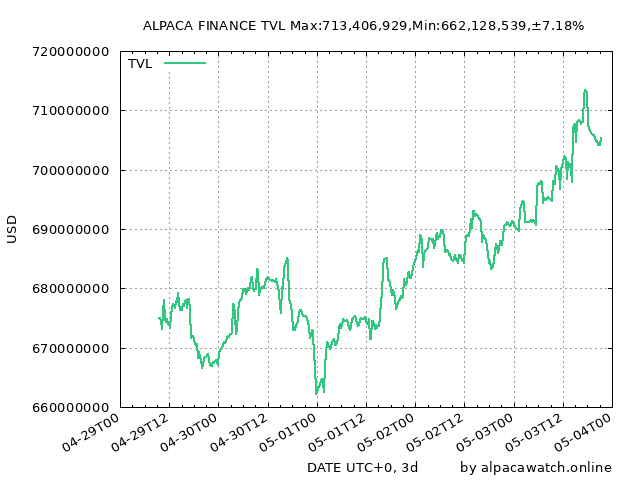 ALPACA FINANCE TVL Max:713,406,929,Min:662,128,539,±7.18%
TVL
720000000
710000000
700000000
690000000
680000000
670000000
660000000
USD
04-29T00
04-29T12
04-30T00
04-30T12
05-01T00
05-01T12
05-02T00
05-02T12
05-03T00
05-03T12
05-04T00
DATE UTC+0, 3d
by alpacawatch.online